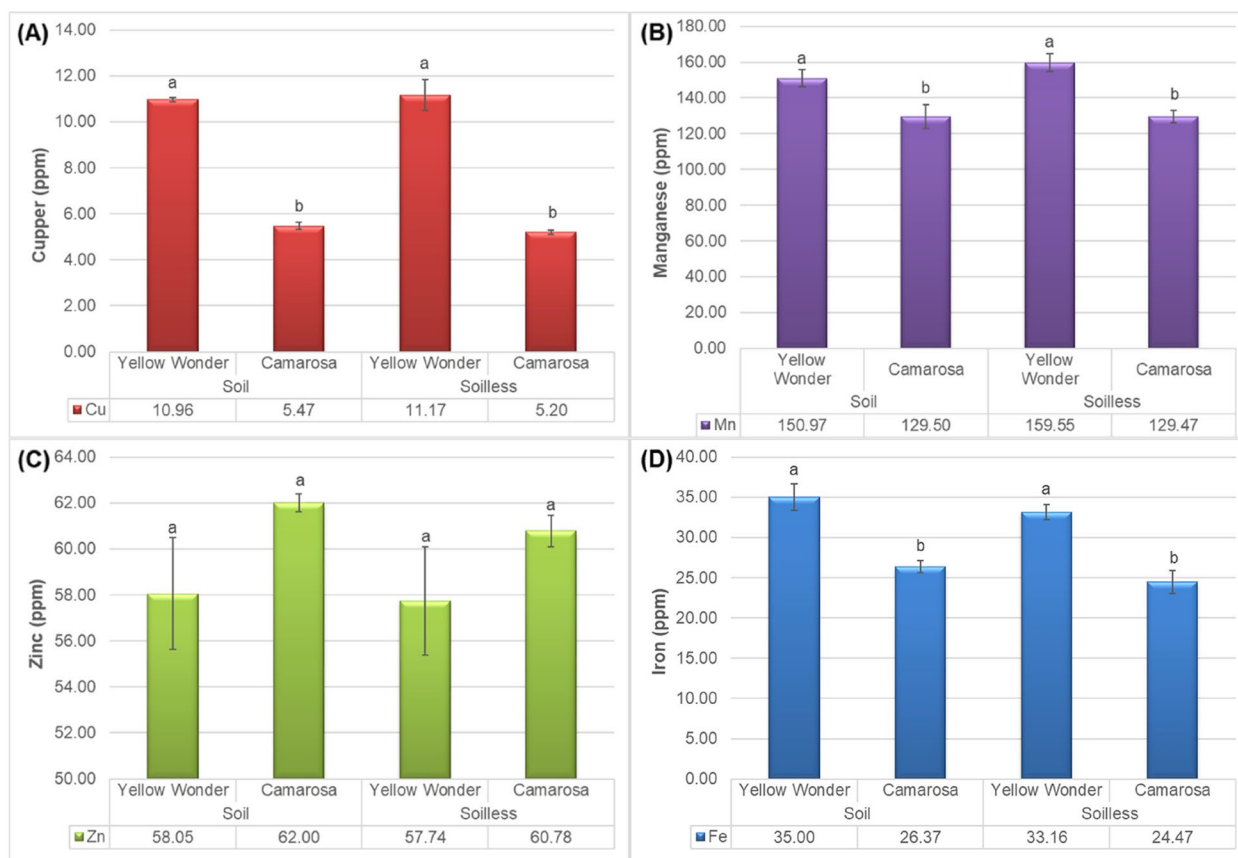 (A)
14.00
12.00
10.00
8.00
6.00
4.00
2.00
0.00
Cupper (ppm)
a
b
a
b
Yellow Wonder Camarosa Yellow Wonder Camarosa
Soil Soilless
Cu 10.96 5.47 11.17 5.20
(B)
180.00
160.00
140.00
120.00
100.00
80.00
60.00
40.00
20.00
0.00
Manganese (ppm)
a
b
a
b
Yellow Camarosa Yellow Camarosa
Wonder Wonder
Soil Soilless
Mn 150.97 129.50 159.55 129.47
(C)
64.00
62.00
60.00
58.00
56.00
54.00
52.00
50.00
Zinc (ppm)
a
a
a
a
Yellow Wonder Camarosa Yellow Wonder Camarosa
Soil Soilless
Zn 58.05 62.00 57.74 60.78
(D)
40.00
35.00
30.00
25.00
20.00
15.00
10.00
5.00
0.00
Iron (ppm)
a
b
a
b
Yellow Wonder Camarosa Yellow Wonder Camarosa
Soil Soilless
Fe 35.00 26.37 33.16 24.47